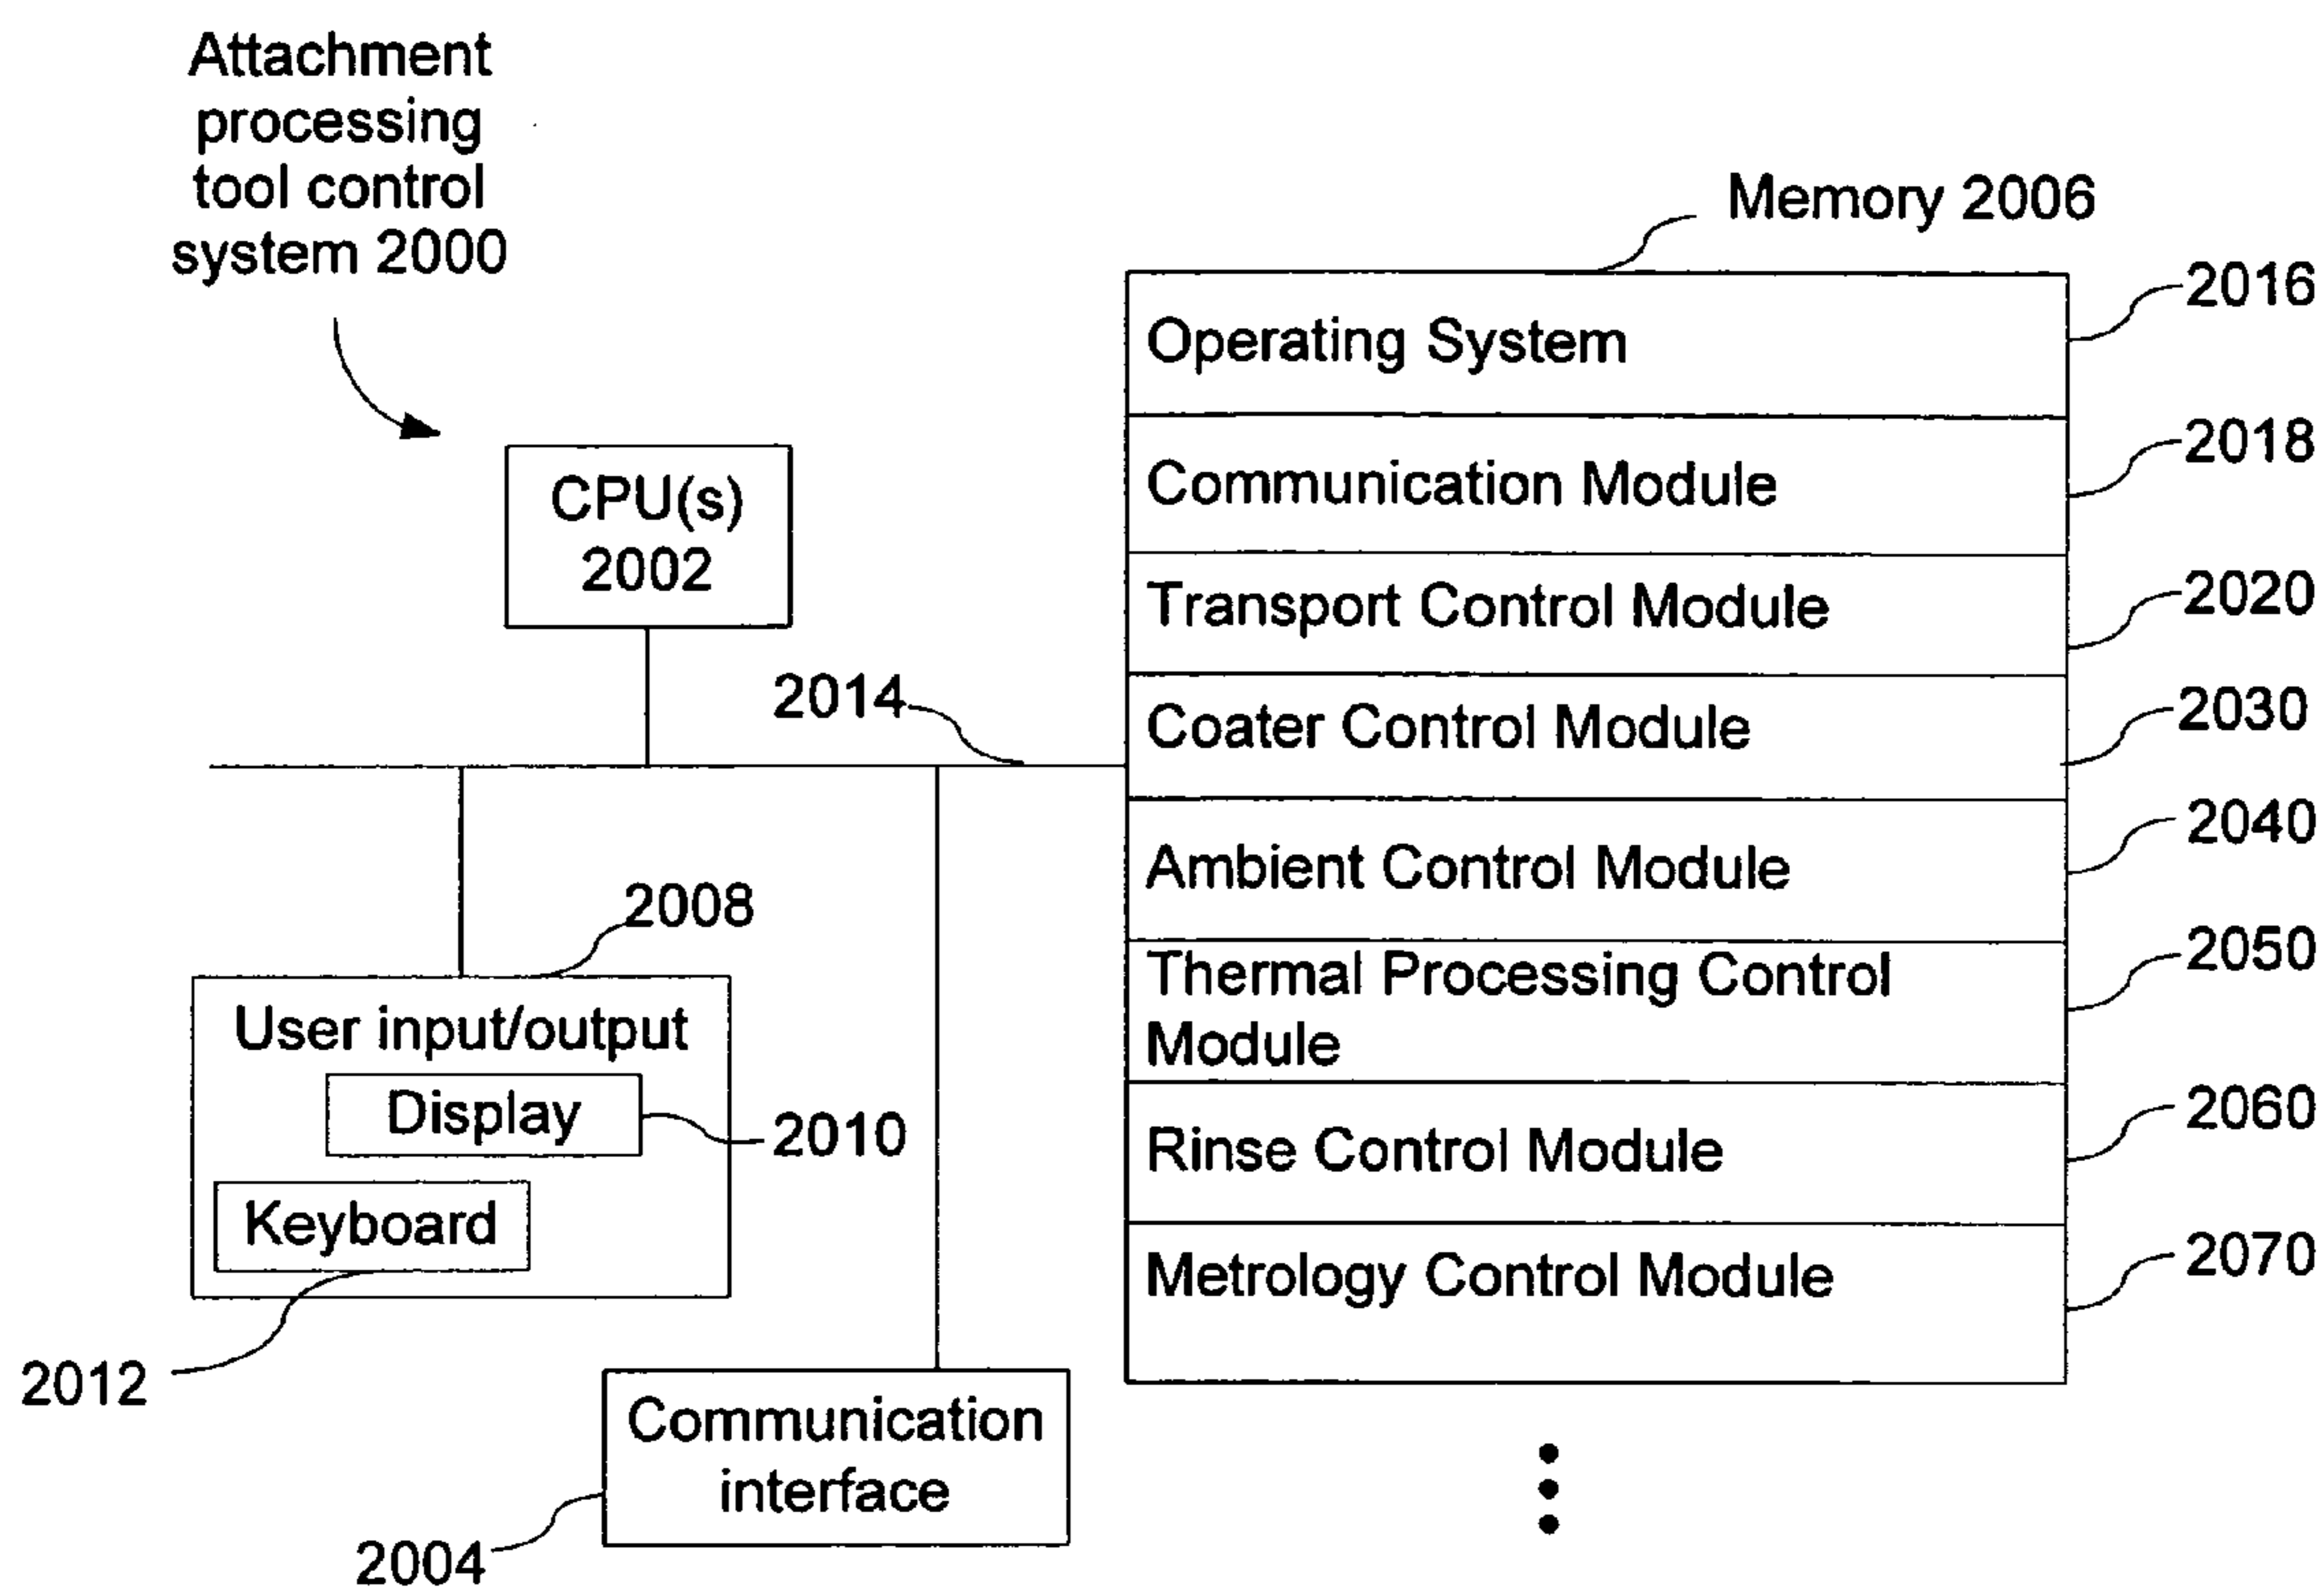 Attachment
processing
tool control
system 2000
Memory 2006
Operating System
2016
Communication Module
2018
Transport Control Module
2020
Coater Control Module
2030
Ambient Control Module
2040
Thermal Processing Control
Module
2050
Rinse Control Module
2060
Metrology Control Module
2070
CPU(s)
2002
2014
2008
User input/output
Display
2010
Keyboard
2012
Communication
interface
2004